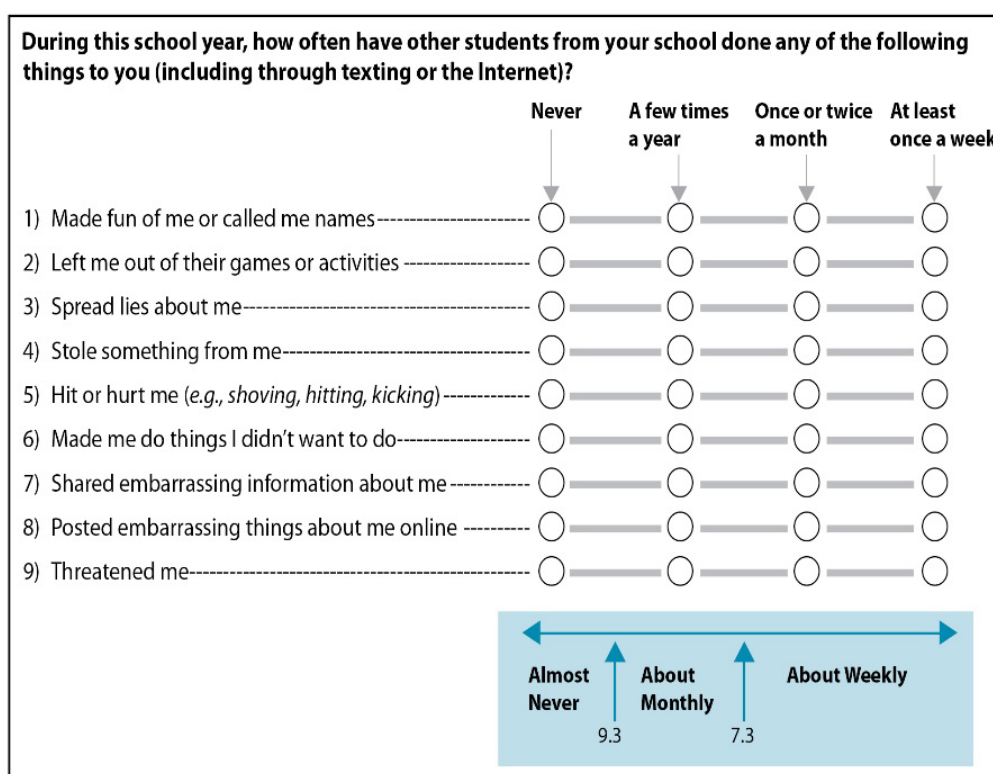 During this school year, how often have other students from your school done any of the following
things to you (including through texting or the Internet)?
Never A few times Once or twice At least
a year a month once a week
1) Made fun of me or called me names
2) Left me out of their games or activities
3) Spread lies about me
4) Stole something from me
5) Hit or hurt me (e.g., shoving, hitting, kicking)
6) Made me do things I didn't want to do
7) Shared embarrassing information about me
8) Posted embarrassing things about me online
9) Threatened me
Almost About About Weekly
Never Monthly
9.3 7.3